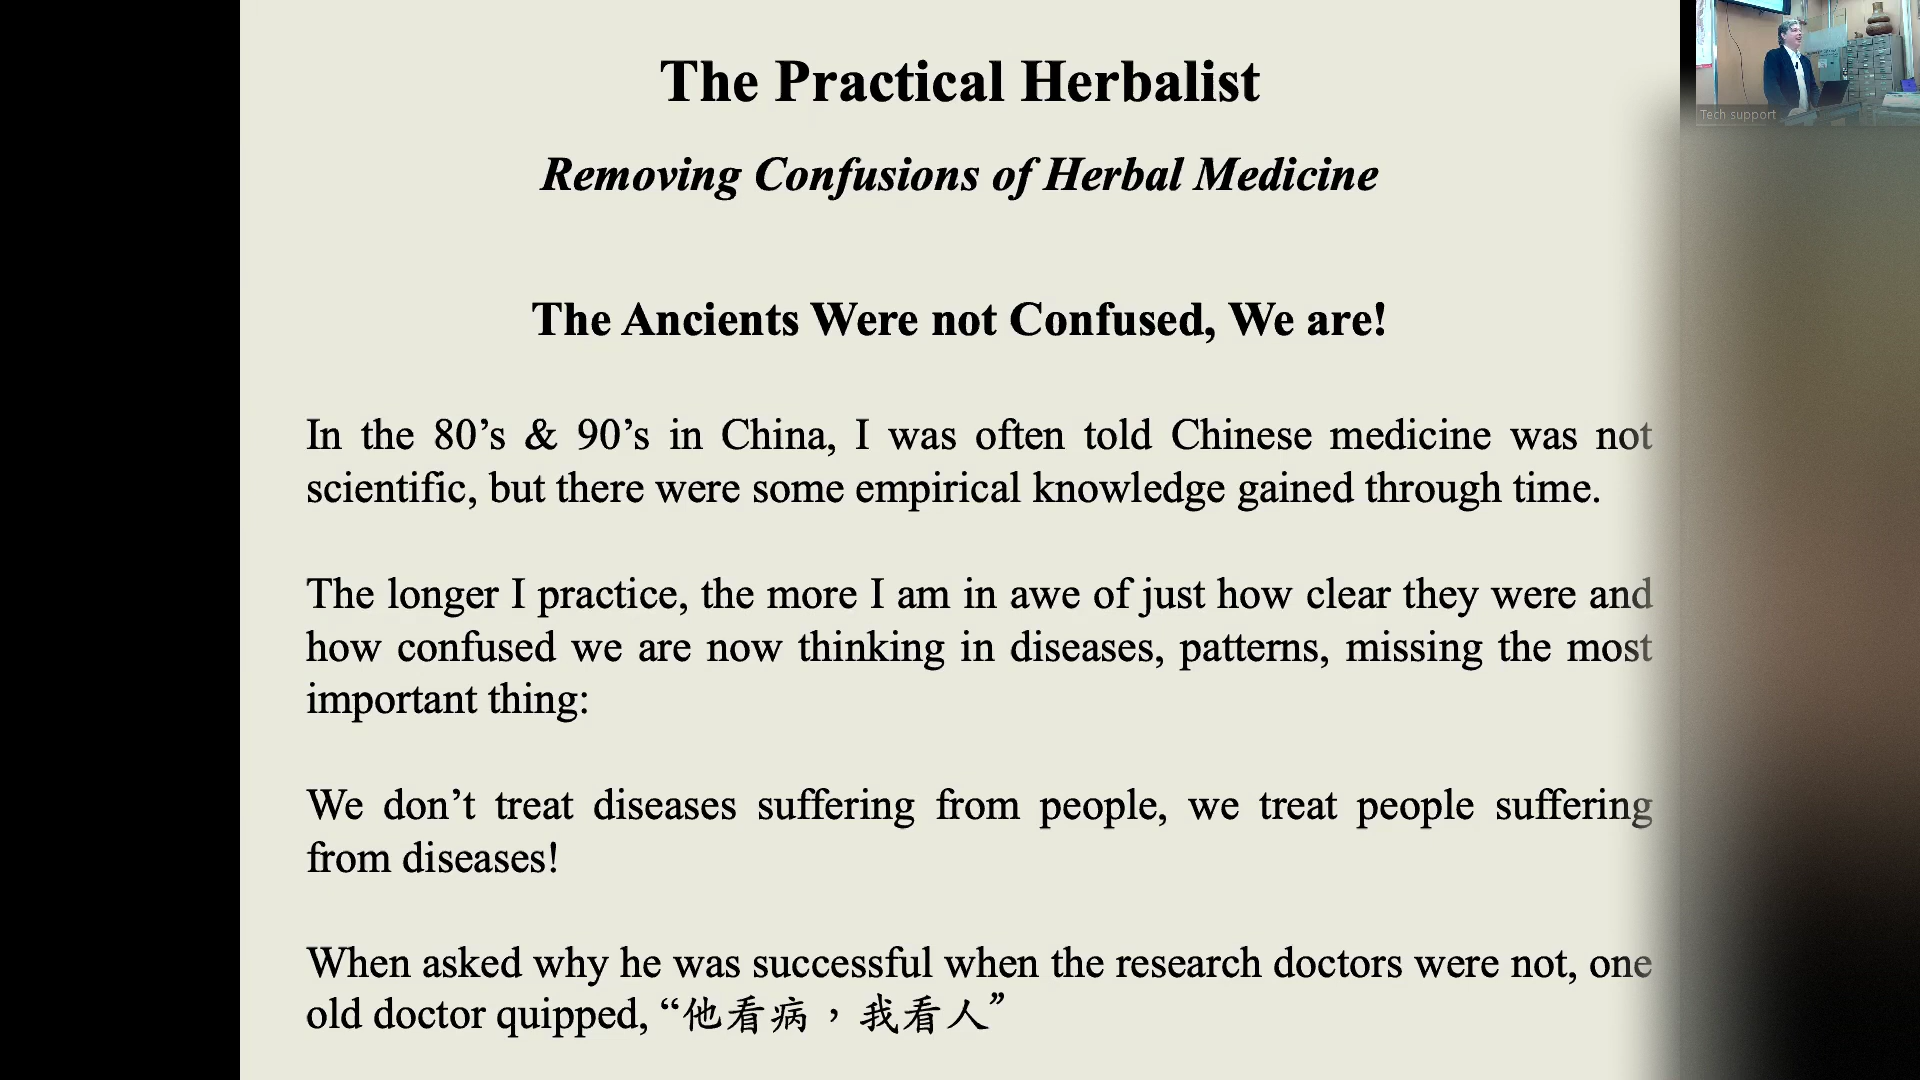 The Practical Herbalist
Removing Confusions of Herbal Medicine
The Ancients Were not Confused, We are!
In the 80’s & 90’s in China, I was often told Chinese medicine was not
scientific, but there were some empirical knowledge gained through time.
The longer I practice, the more I am in awe of just how clear they were and
how confused we are now thinking in diseases, patterns, missing the most
important thing:
We don’t treat diseases suffering from people, we treat people suffering
from diseases!
When asked why he was successful when the research doctors were not, one
old doctor quipped, “他看病，我看人”
Tech support